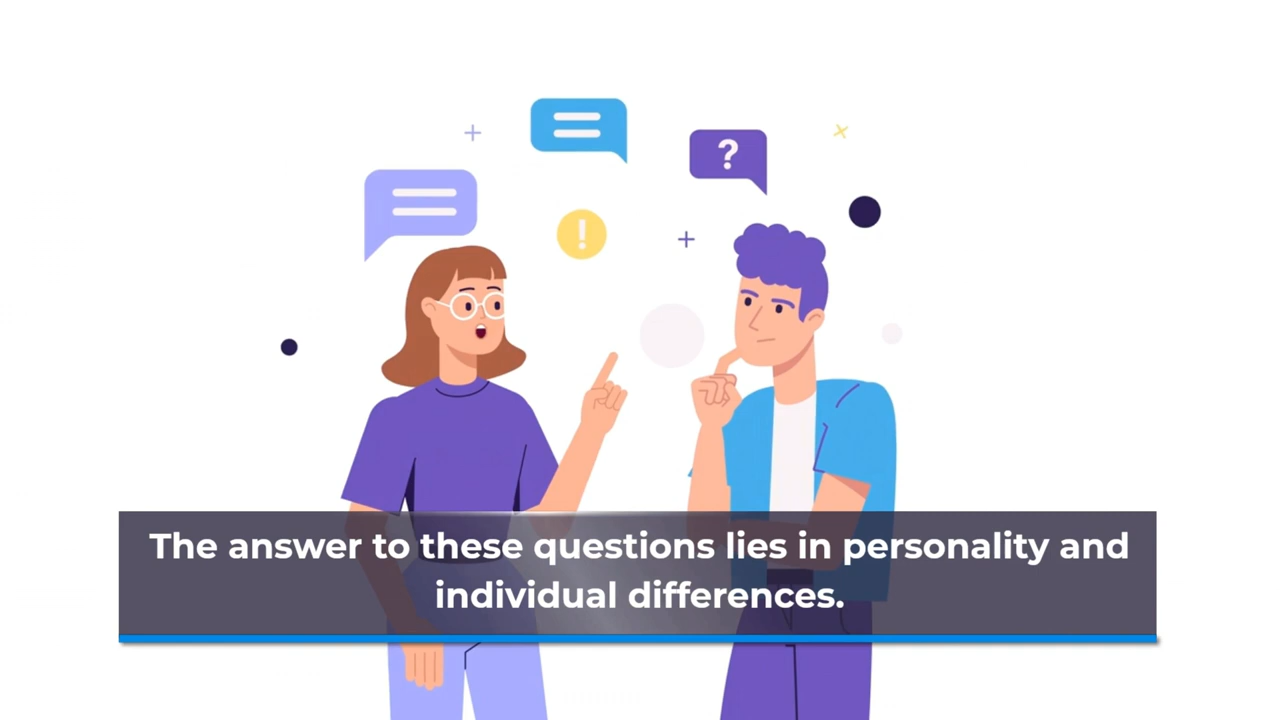 ?
!
The answer to these questions lies in personality and
individual differences.